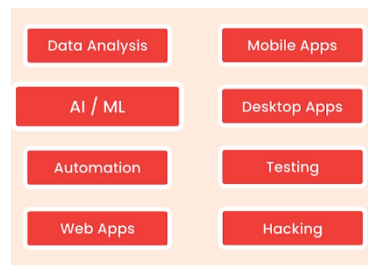 Data Analysis
Mobile Apps
AI / ML
Desktop Apps
Automation
Testing
Web Apps
Hacking